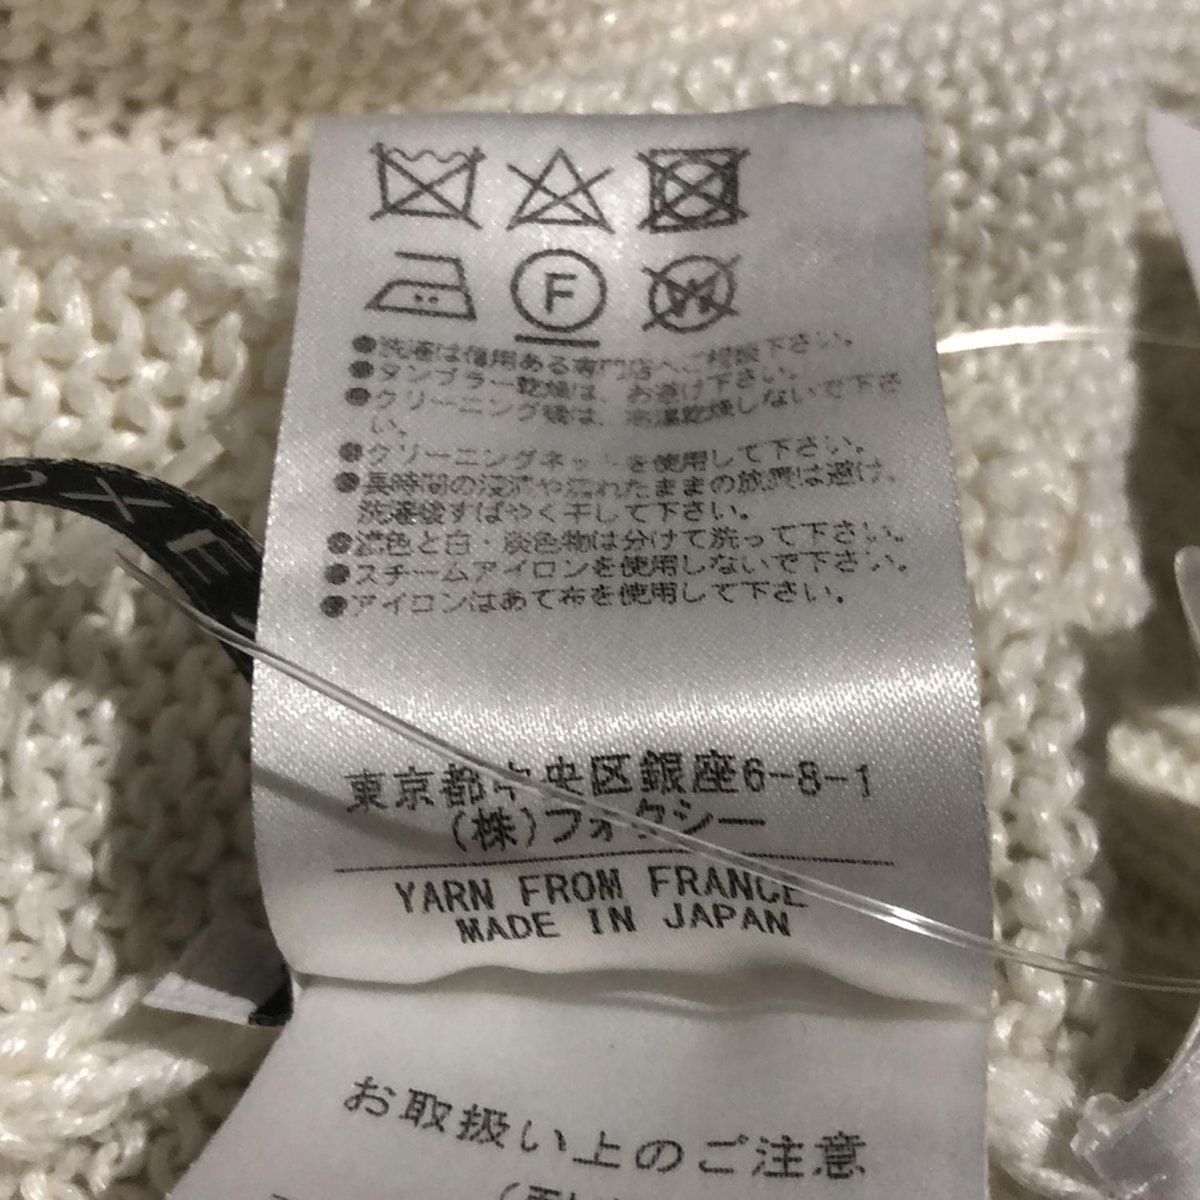 F
W
●洗濯は信用ある専門店へご相談下さい。
●タンブラー乾燥は、お避け下さい。
●クリーニング後は、高温乾燥しないで下さ
い。
●クリーニングネットを使用して下さい。
●長時間の浸漬や濡れたままの放置は避け、
洗濯後すばやく干して下さい。
●濃色と白・淡色物は分けて洗って下さい。
●スチームアイロンを使用しないで下さい。
●アイロンはあて布を使用して下さい。
東京都中央区銀座6-8-1
(株)フォクシー
YARN FROM FRANCE
MADE IN JAPAN
お取扱い上のご注意
OXEY